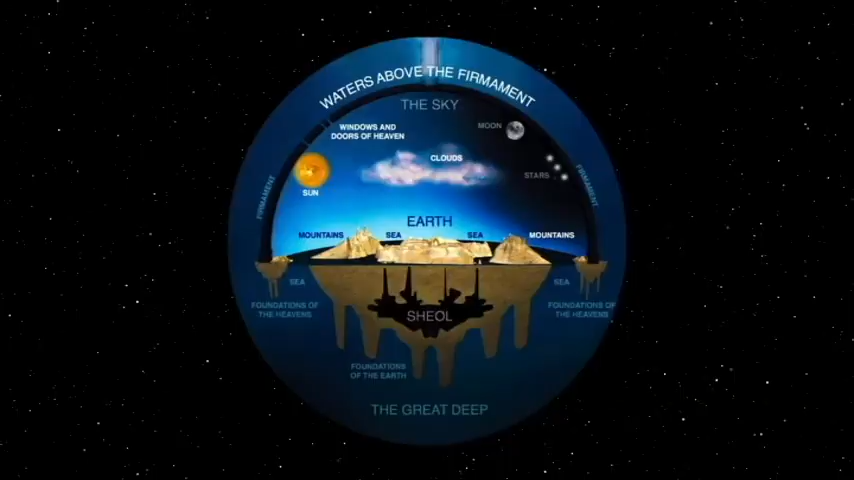 WATERS ABOVE THE FIRMAMENT
THE SKY
WINDOWS AND
DOORS OF HEAVEN
MOON
CLOUDS
STARS
SUN
FIRMAMENT
FIRMAMENT
EARTH
MOUNTAINS
SEA
SEA
MOUNTAINS
SEA
SEA
FOUNDATIONS OF
THE HEAVENS
FOUNDATIONS OF
THE HEAVENS
SHEOL
FOUNDATIONS
OF THE EARTH
THE GREAT DEEP